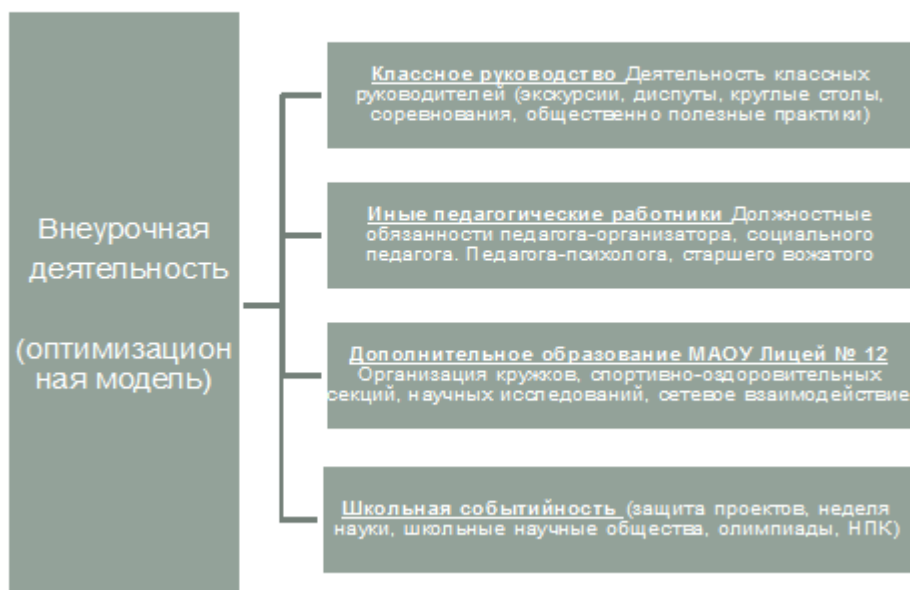 Внеурочная
деятельность
(оптимизацион
ная модель)
Классное руководство Деятельность классных
руководителей (экскурсии, диспуты, круглые столы,
соревнования, общественно полезные практики)
Иные педагогические работники Должностные
обязанности педагога-организатора, социального
педагога. Педагога-психолога, старшего вожатого
Дополнительное образование МАОУ Лицей № 12
Организация кружков, спортивно-оздоровительных
секций, научных исследований, сетевое взаимодействие
Школьная событийность (защита проектов, неделя
науки, школьные научные общества, олимпиады, НПК)